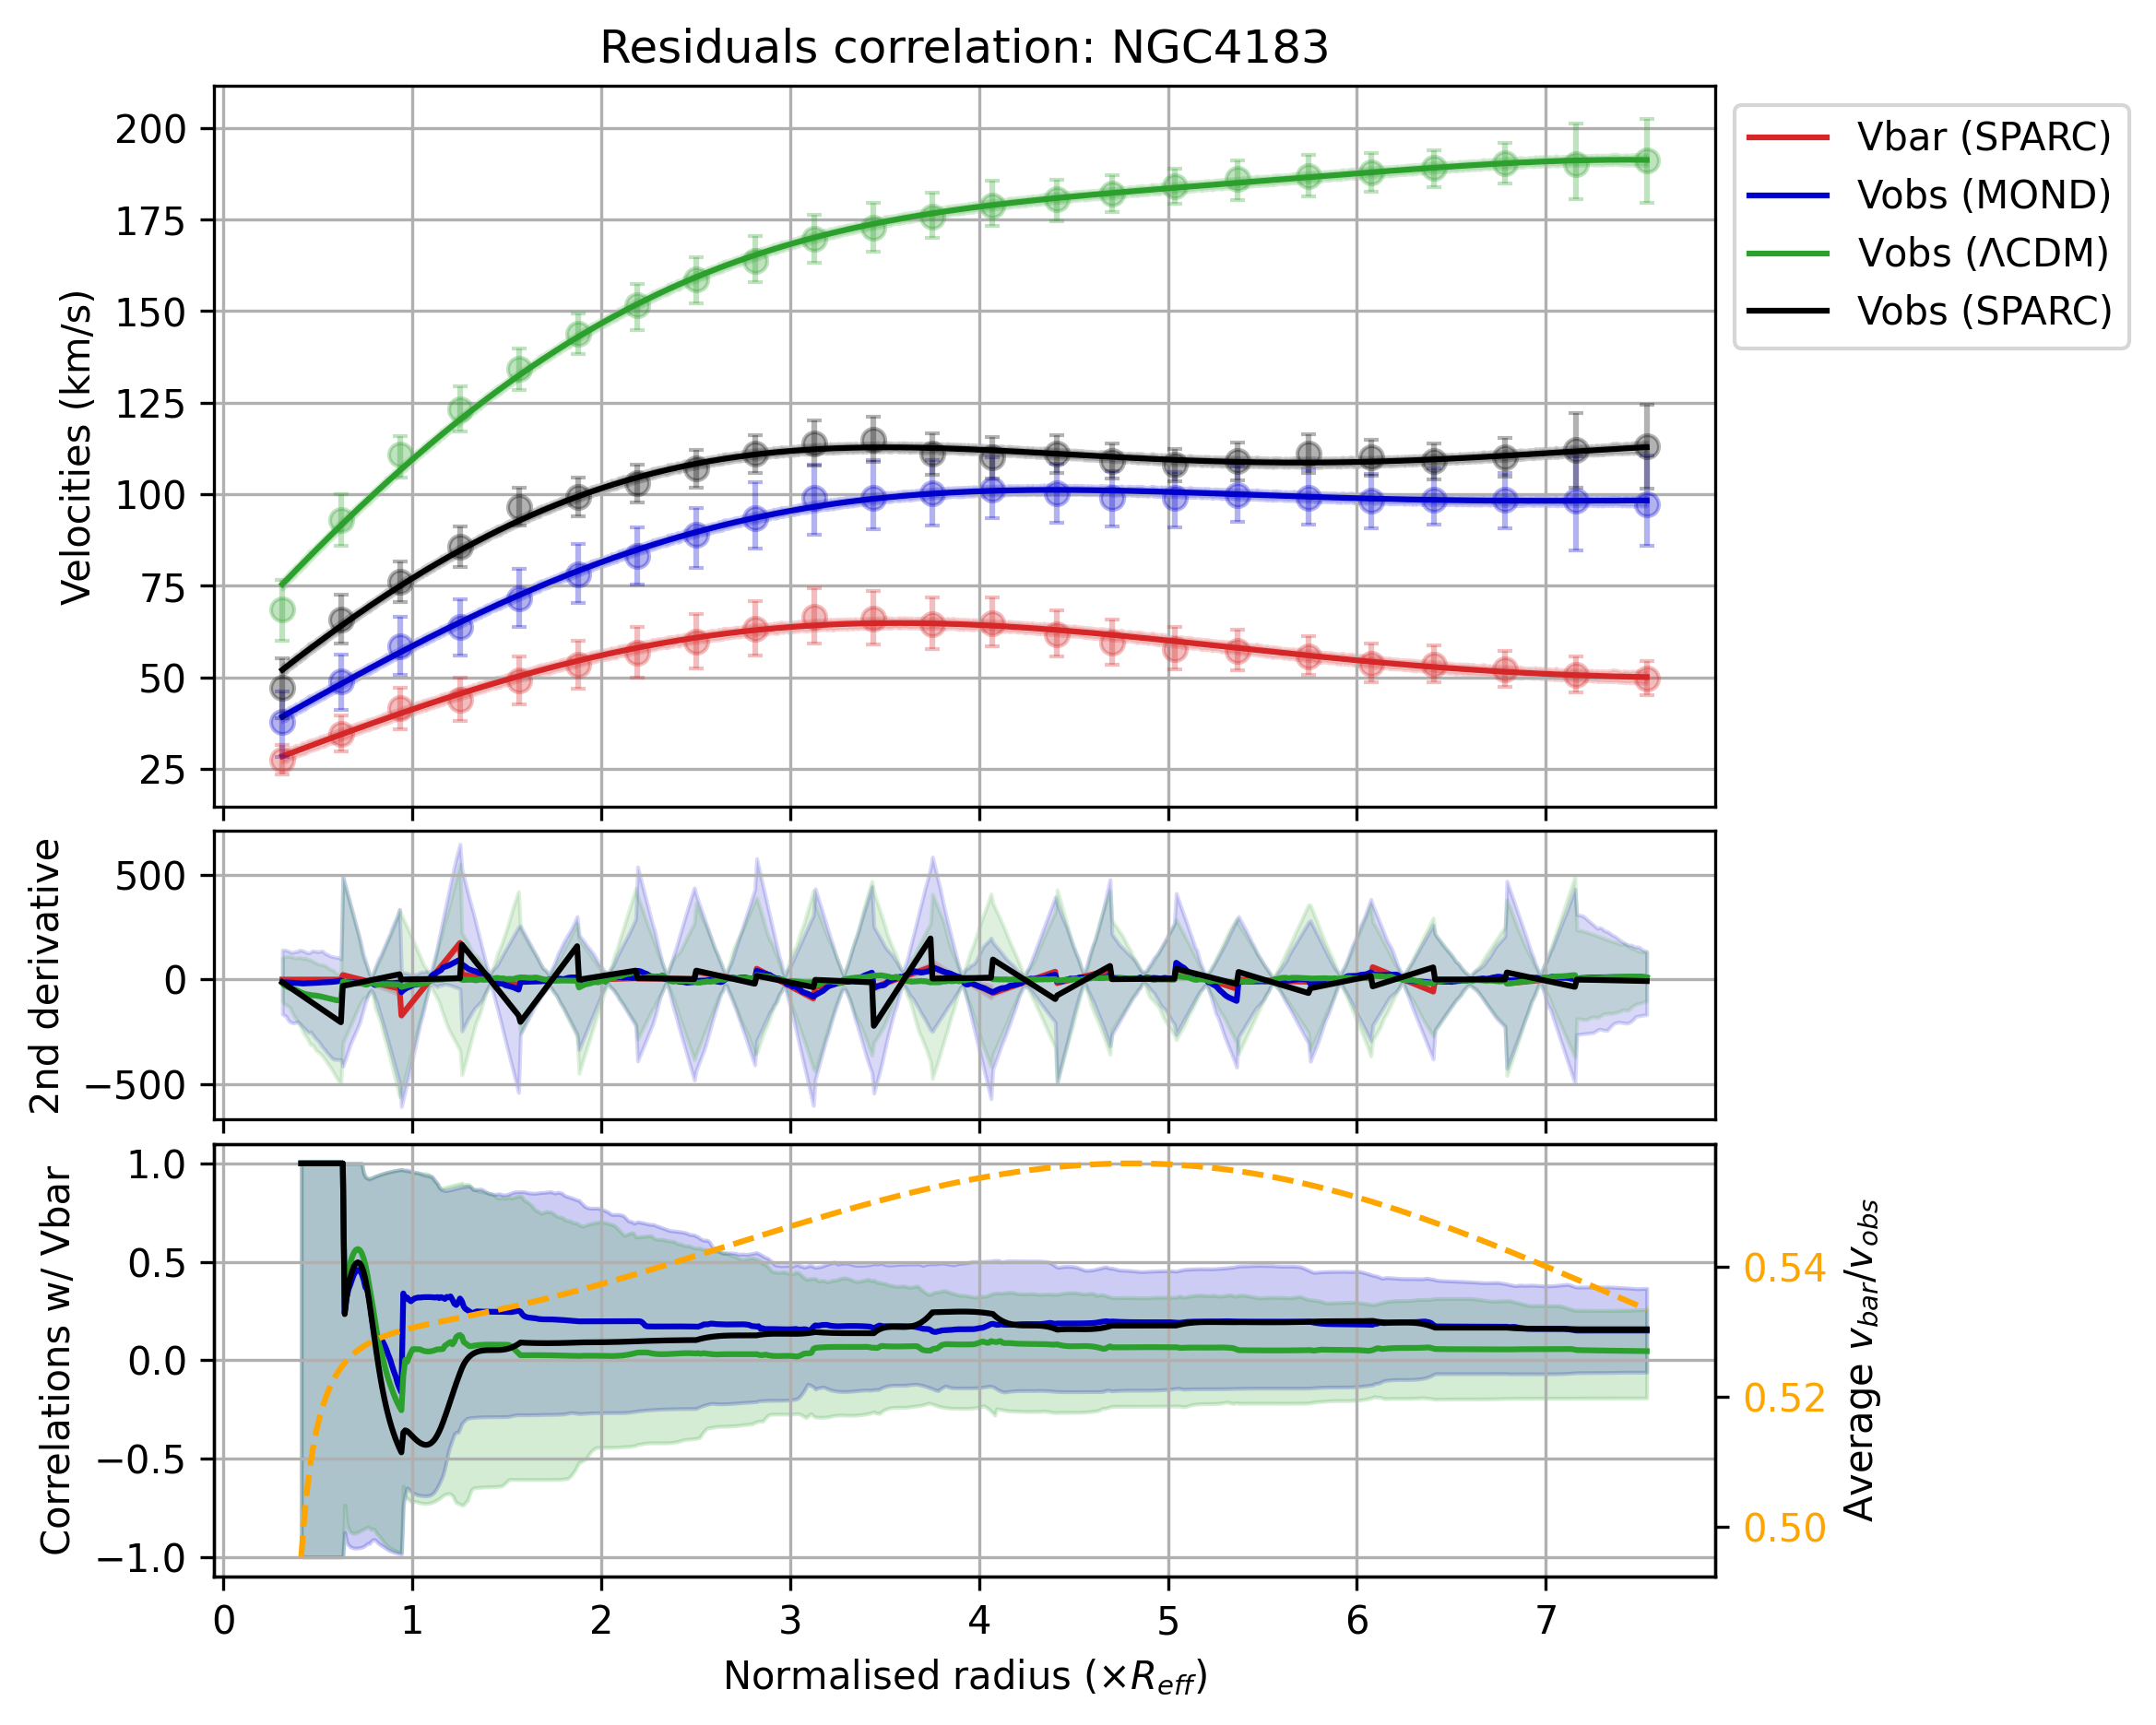 Residuals correlation: NGC4183
Velocities (km/s)
200
175
150
125
100
75
50
25
Vbar (SPARC)
Vobs (MOND)
Vobs (ΛCDM)
Vobs (SPARC)
2nd derivative
500
0
−500
Correlations w/ Vbar
1.0
0.5
0.0
−0.5
−1.0
0.54
0.52
0.50
Average v_bar/v_obs
0 1 2 3 4 5 6 7
Normalised radius (×R_eff)